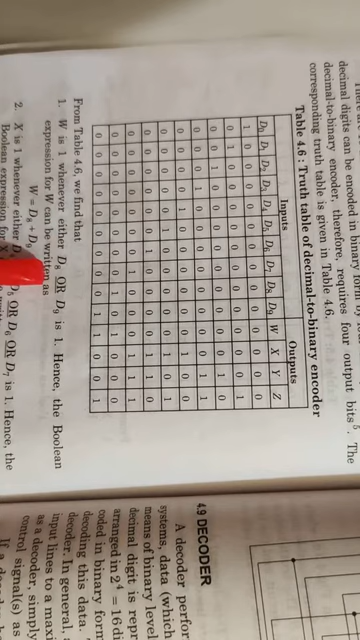 decimal digits can be encoded in binary form
decimal-to-binary encoder, therefore, requires four output bits⁵. The
corresponding truth table is given in Table 4.6.
Table 4.6 : Truth table of decimal-to-binary encoder
Inputs Outputs
D₀ D₁ D₂ D₃ D₄ D₅ D₆ D₇ D₈ D₉ W X Y Z
1 0 0 0 0 0 0 0 0 0 0 0 0 0
0 1 0 0 0 0 0 0 0 0 0 0 0 1
0 0 1 0 0 0 0 0 0 0 0 0 1 0
0 0 0 1 0 0 0 0 0 0 0 0 1 1
0 0 0 0 1 0 0 0 0 0 0 1 0 0
0 0 0 0 0 1 0 0 0 0 0 1 0 1
0 0 0 0 0 0 1 0 0 0 0 1 1 0
0 0 0 0 0 0 0 1 0 0 0 1 1 1
0 0 0 0 0 0 0 0 1 0 1 0 0 0
0 0 0 0 0 0 0 0 0 1 1 0 0 1
From Table 4.6, we find that
1. W is 1 whenever either D₈ OR D₉ is 1. Hence, the Boolean
expression for W can be written as
W = D₈ + D₉
2. X is 1 whenever either D₅ OR D₆ OR D₇ is 1. Hence, the
Boolean expression for X
4.9 DECODER
A decoder perfor
systems, data (which
means of binary level
decimal digit is repr
arranged in 2⁴ = 16 di
coded in binary form
decoding this data.
decoder. In general,
input lines to a maxi
as a decoder, simply
control signal(s) as
If a